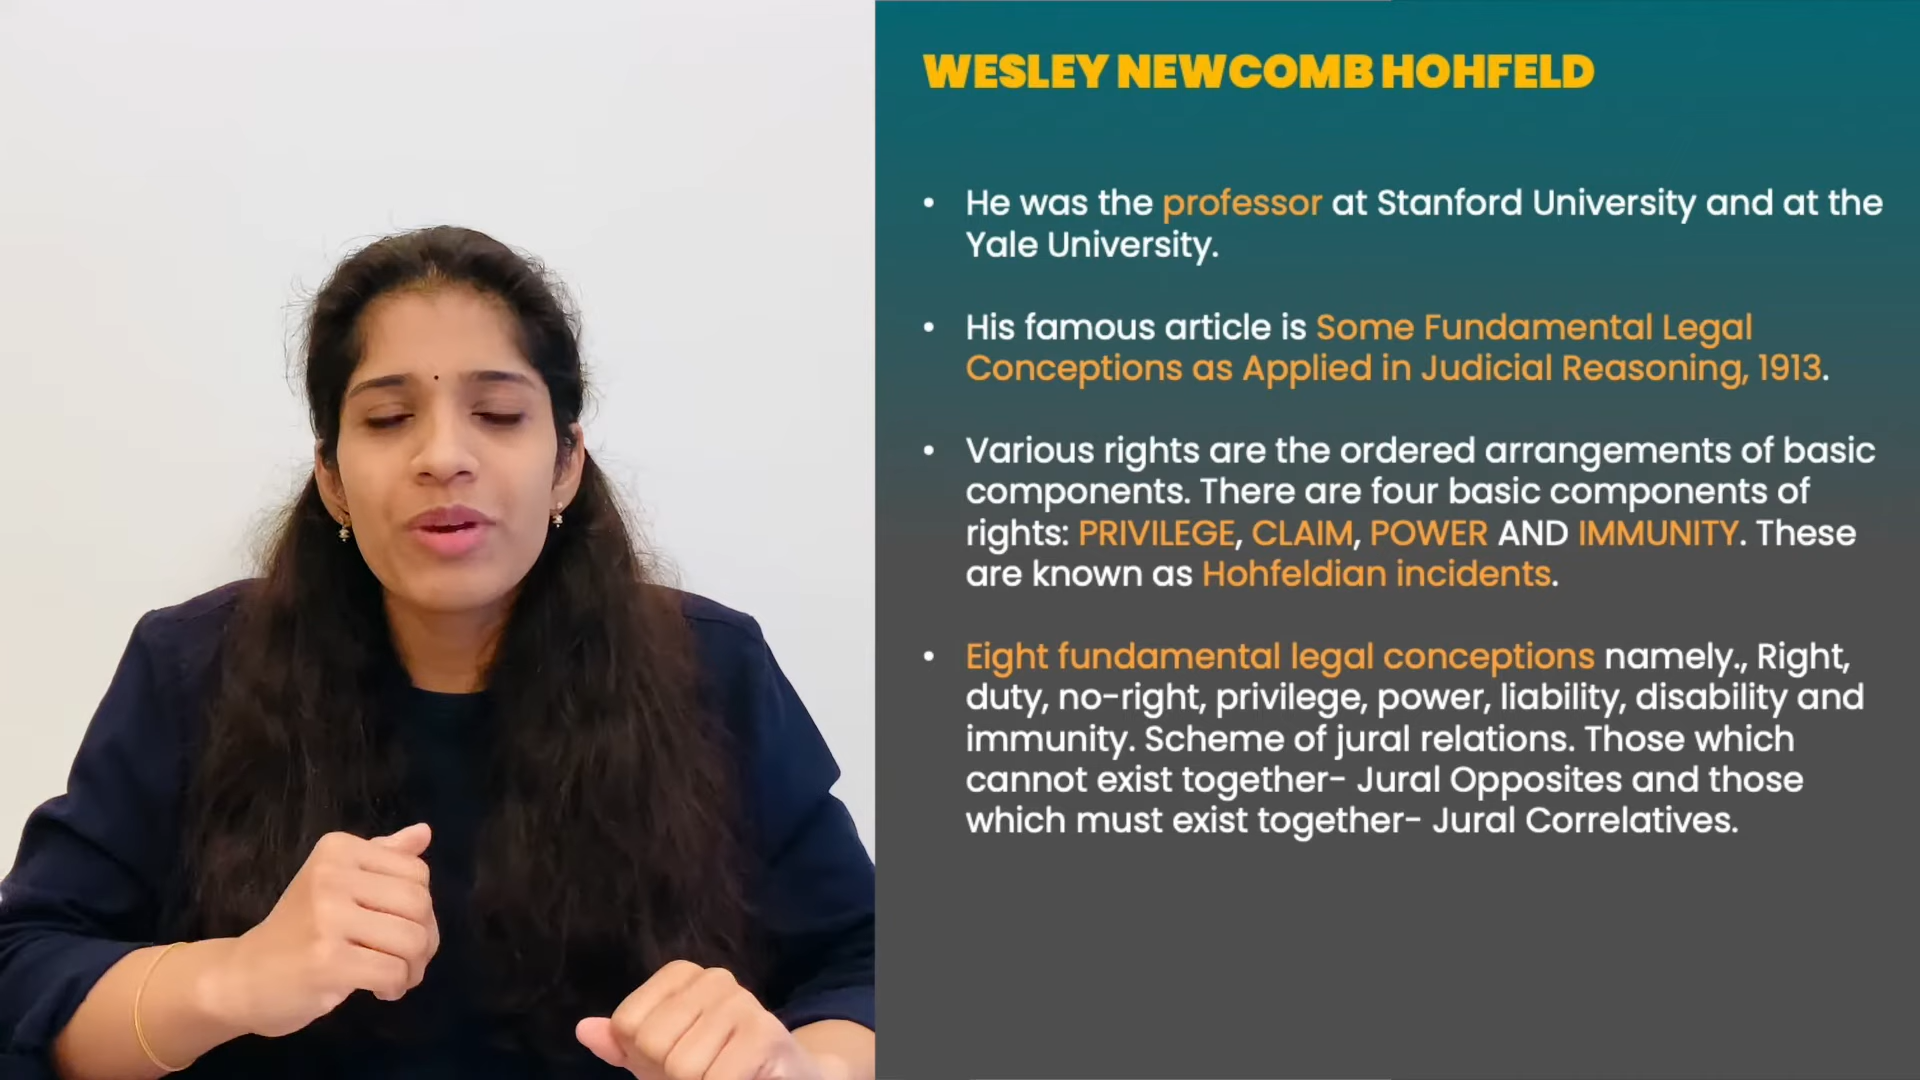 WESLEY NEWCOMB HOHFELD
• He was the professor at Stanford University and at the
Yale University.
• His famous article is Some Fundamental Legal
Conceptions as Applied in Judicial Reasoning, 1913.
• Various rights are the ordered arrangements of basic
components. There are four basic components of
rights: PRIVILEGE, CLAIM, POWER AND IMMUNITY. These
are known as Hohfeldian incidents.
• Eight fundamental legal conceptions namely., Right,
duty, no-right, privilege, power, liability, disability and
immunity. Scheme of jural relations. Those which
cannot exist together- Jural Opposites and those
which must exist together- Jural Correlatives.